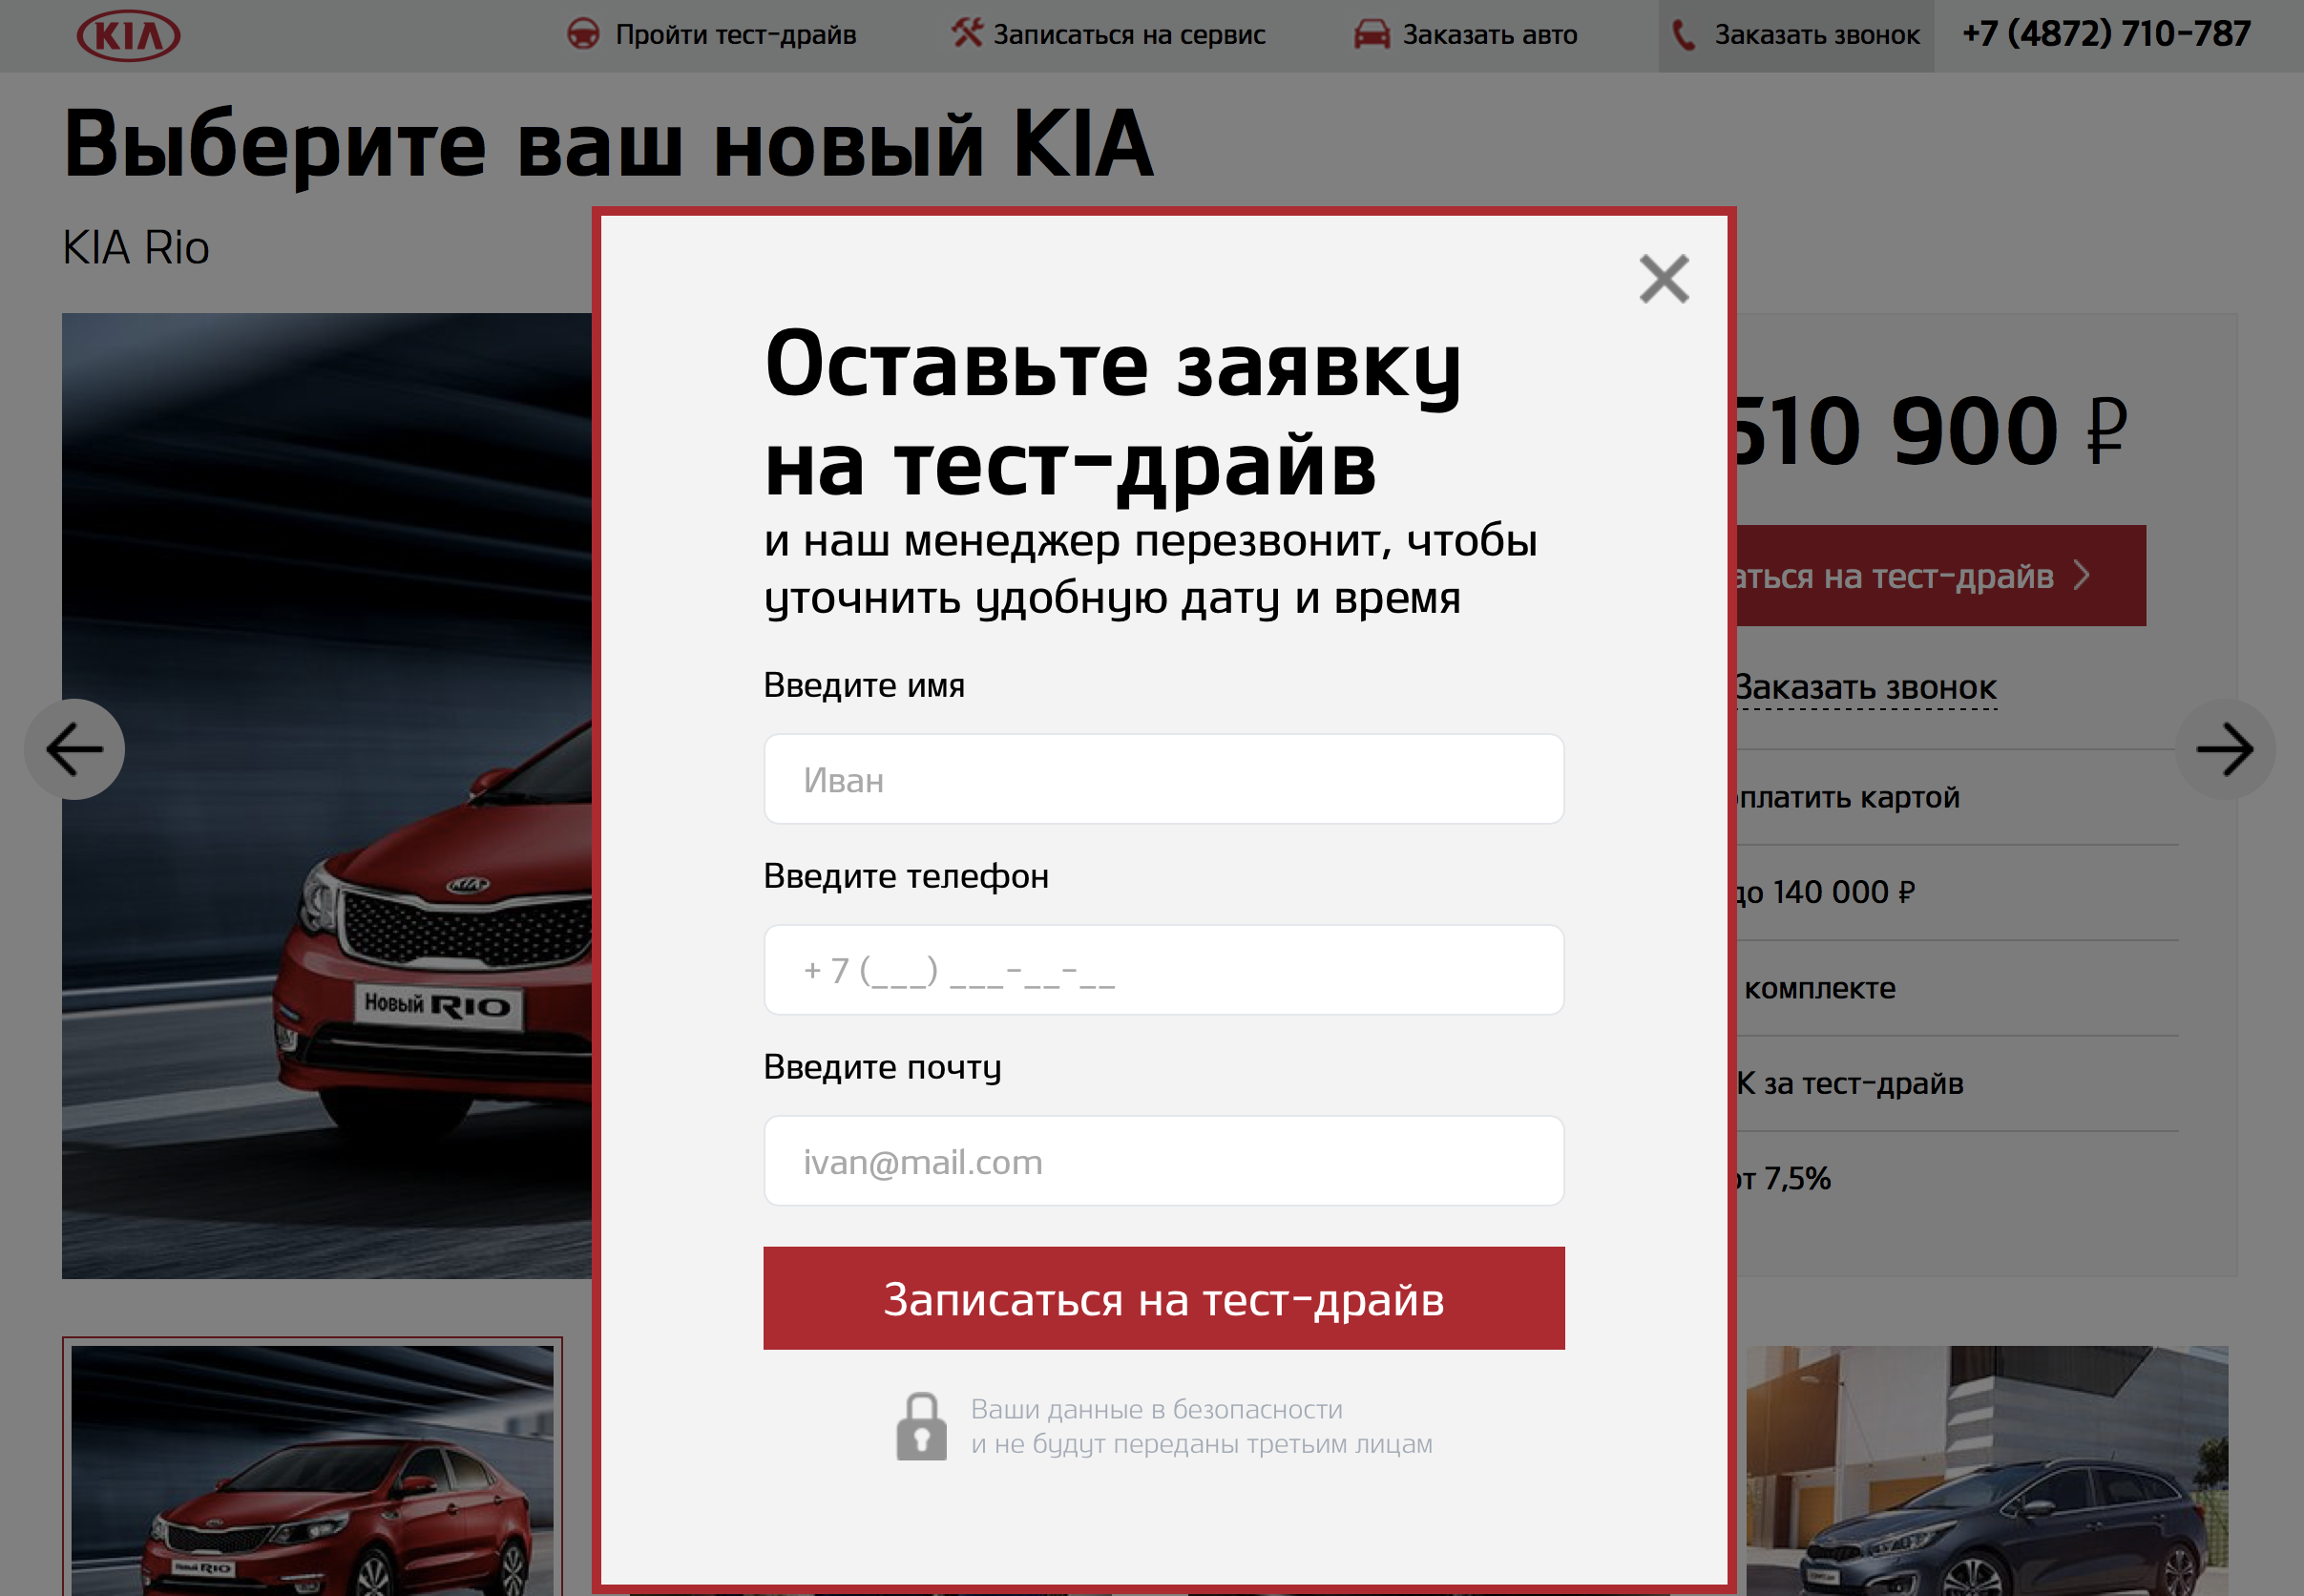 KIA
Пройти тест-драйв
Записаться на сервис
Заказать авто
Заказать звонок
+7 (4872) 710-787
Выберите ваш новый KIA
KIA Rio
Оставьте заявку
на тест-драйв
и наш менеджер перезвонит, чтобы
уточнить удобную дату и время
Введите имя
Иван
Введите телефон
+ 7 (___) ___-__-__
Введите почту
ivan@mail.com
Записаться на тест-драйв
Ваши данные в безопасности
и не будут переданы третьим лицам
510 900 ₽
на тест-драйв
Заказать звонок
оплатить картой
до 140 000 ₽
комплекте
за тест-драйв
от 7,5%
KIA
Новый RIO
Новый RIO